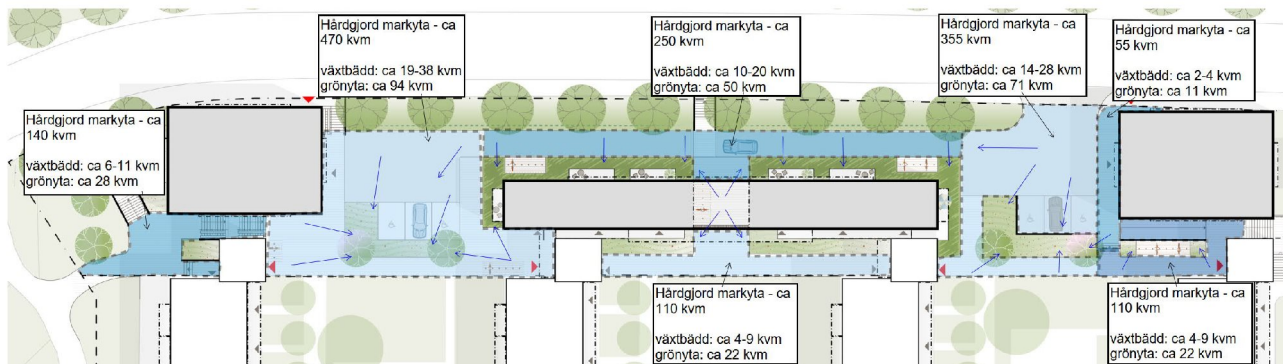 Hårdgjord markyta - ca
470 kvm
växtbädd: ca 19-38 kvm
grönyta: ca 94 kvm
Hårdgjord markyta - ca
250 kvm
växtbädd: ca 10-20 kvm
grönyta: ca 50 kvm
Hårdgjord markyta - ca
355 kvm
växtbädd: ca 14-28 kvm
grönyta: ca 71 kvm
Hårdgjord markyta - ca
55 kvm
växtbädd: ca 2-4 kvm
grönyta: ca 11 kvm
Hårdgjord markyta - ca
140 kvm
växtbädd: ca 6-11 kvm
grönyta: ca 28 kvm
Hårdgjord markyta - ca
110 kvm
växtbädd: ca 4-9 kvm
grönyta: ca 22 kvm
Hårdgjord markyta - ca
110 kvm
växtbädd: ca 4-9 kvm
grönyta: ca 22 kvm